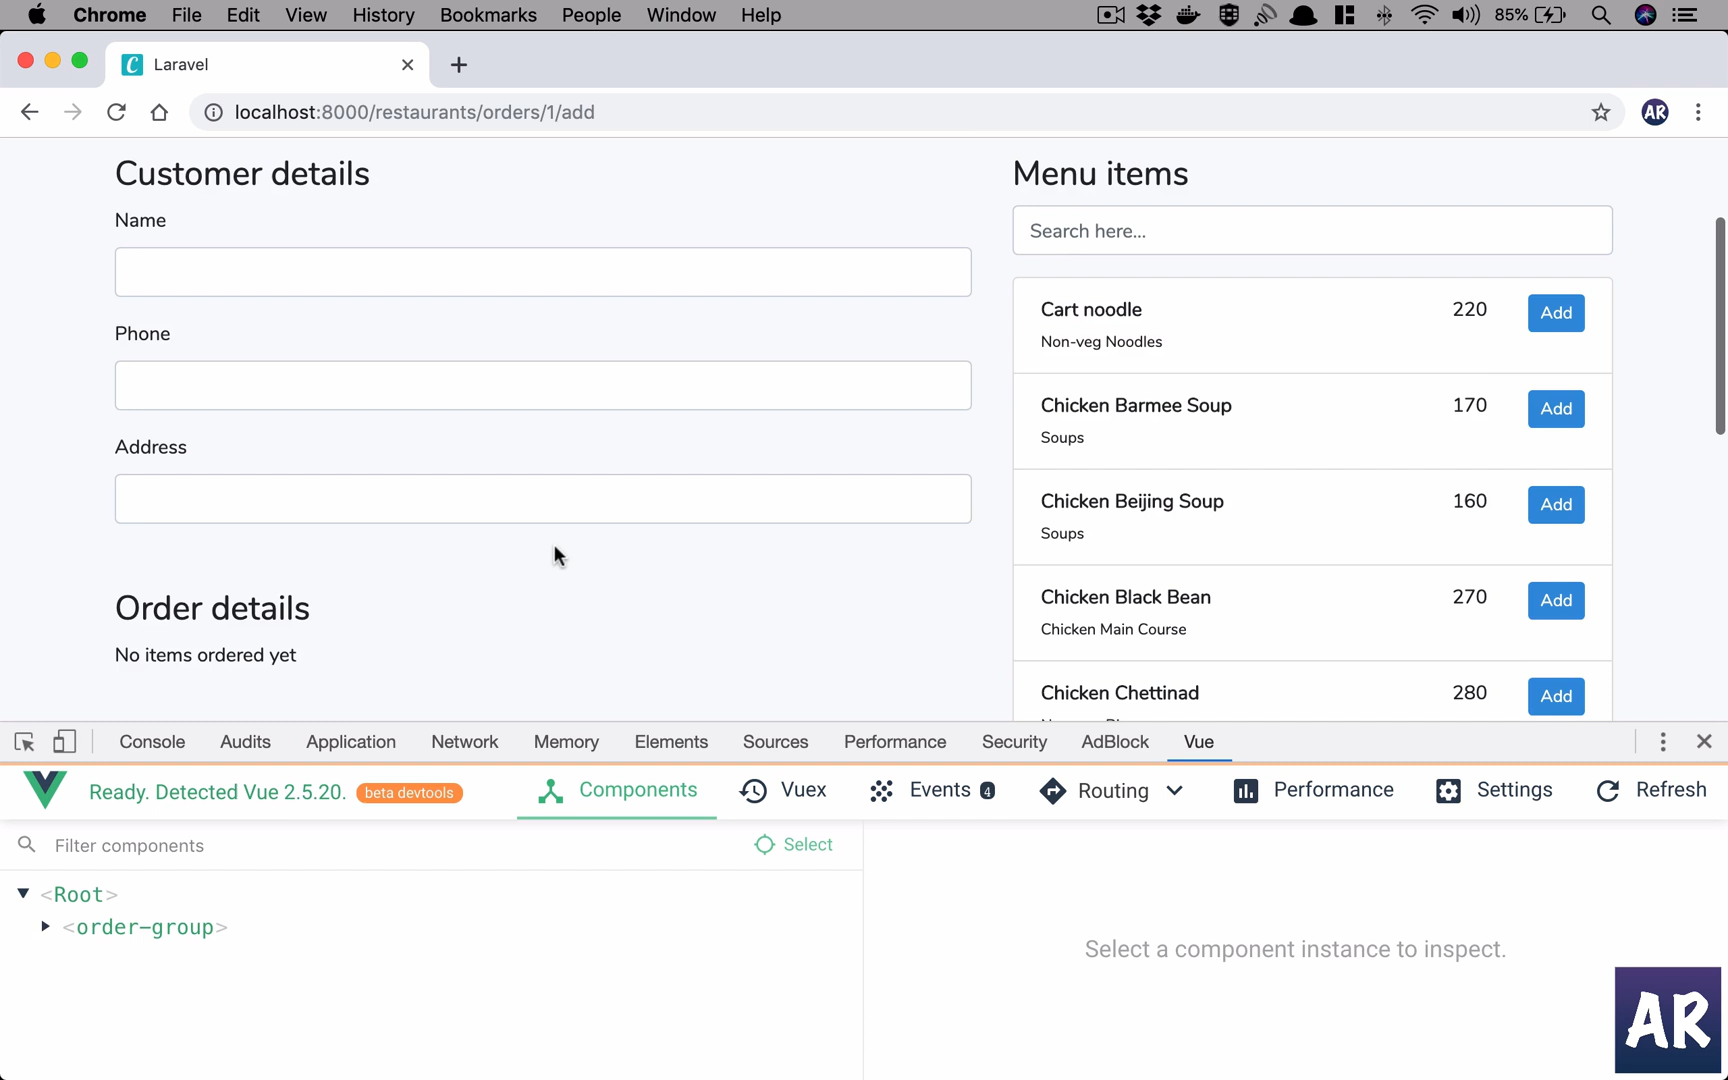 Chrome File Edit View History Bookmarks People Window Help 85%
Laravel
localhost:8000/restaurants/orders/1/add AR
Customer details
Name
Phone
Address
Order details
No items ordered yet
Menu items
Search here...
Cart noodle 220 Add
Non-veg Noodles
Chicken Barmee Soup 170 Add
Soups
Chicken Beijing Soup 160 Add
Soups
Chicken Black Bean 270 Add
Chicken Main Course
Chicken Chettinad 280 Add
Console Audits Application Network Memory Elements Sources Performance Security AdBlock Vue
Ready. Detected Vue 2.5.20. beta devtools Components Vuex Events 4 Routing Performance Settings Refresh
Filter components Select
<Root>
<order-group>
Select a component instance to inspect.
AR